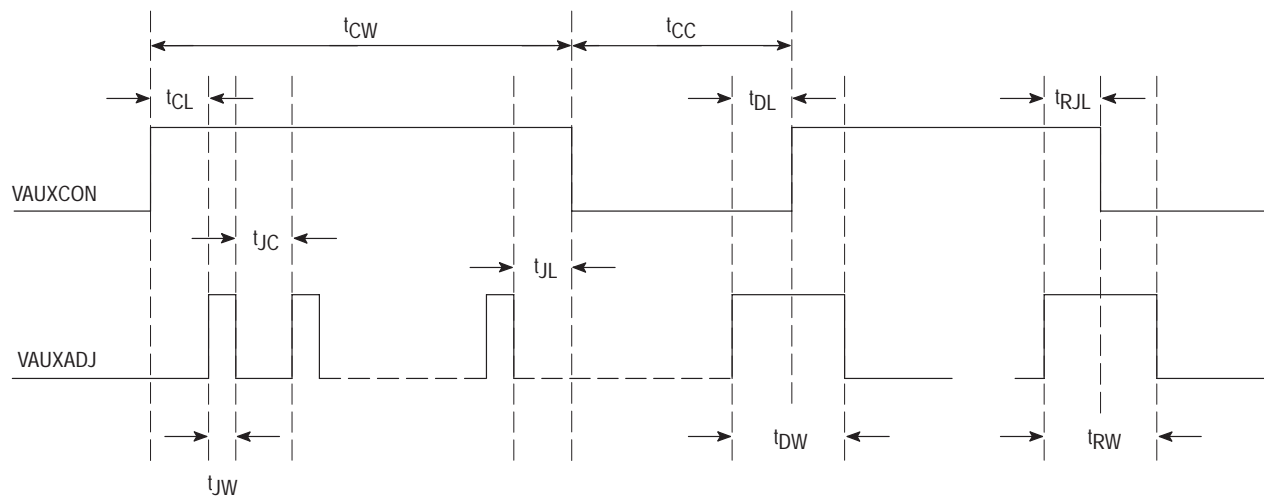 tCW
tCC
tCL
tDL
tRJL
VAUXCON
tJC
tJL
VAUXADJ
tDW
tRW
tJW